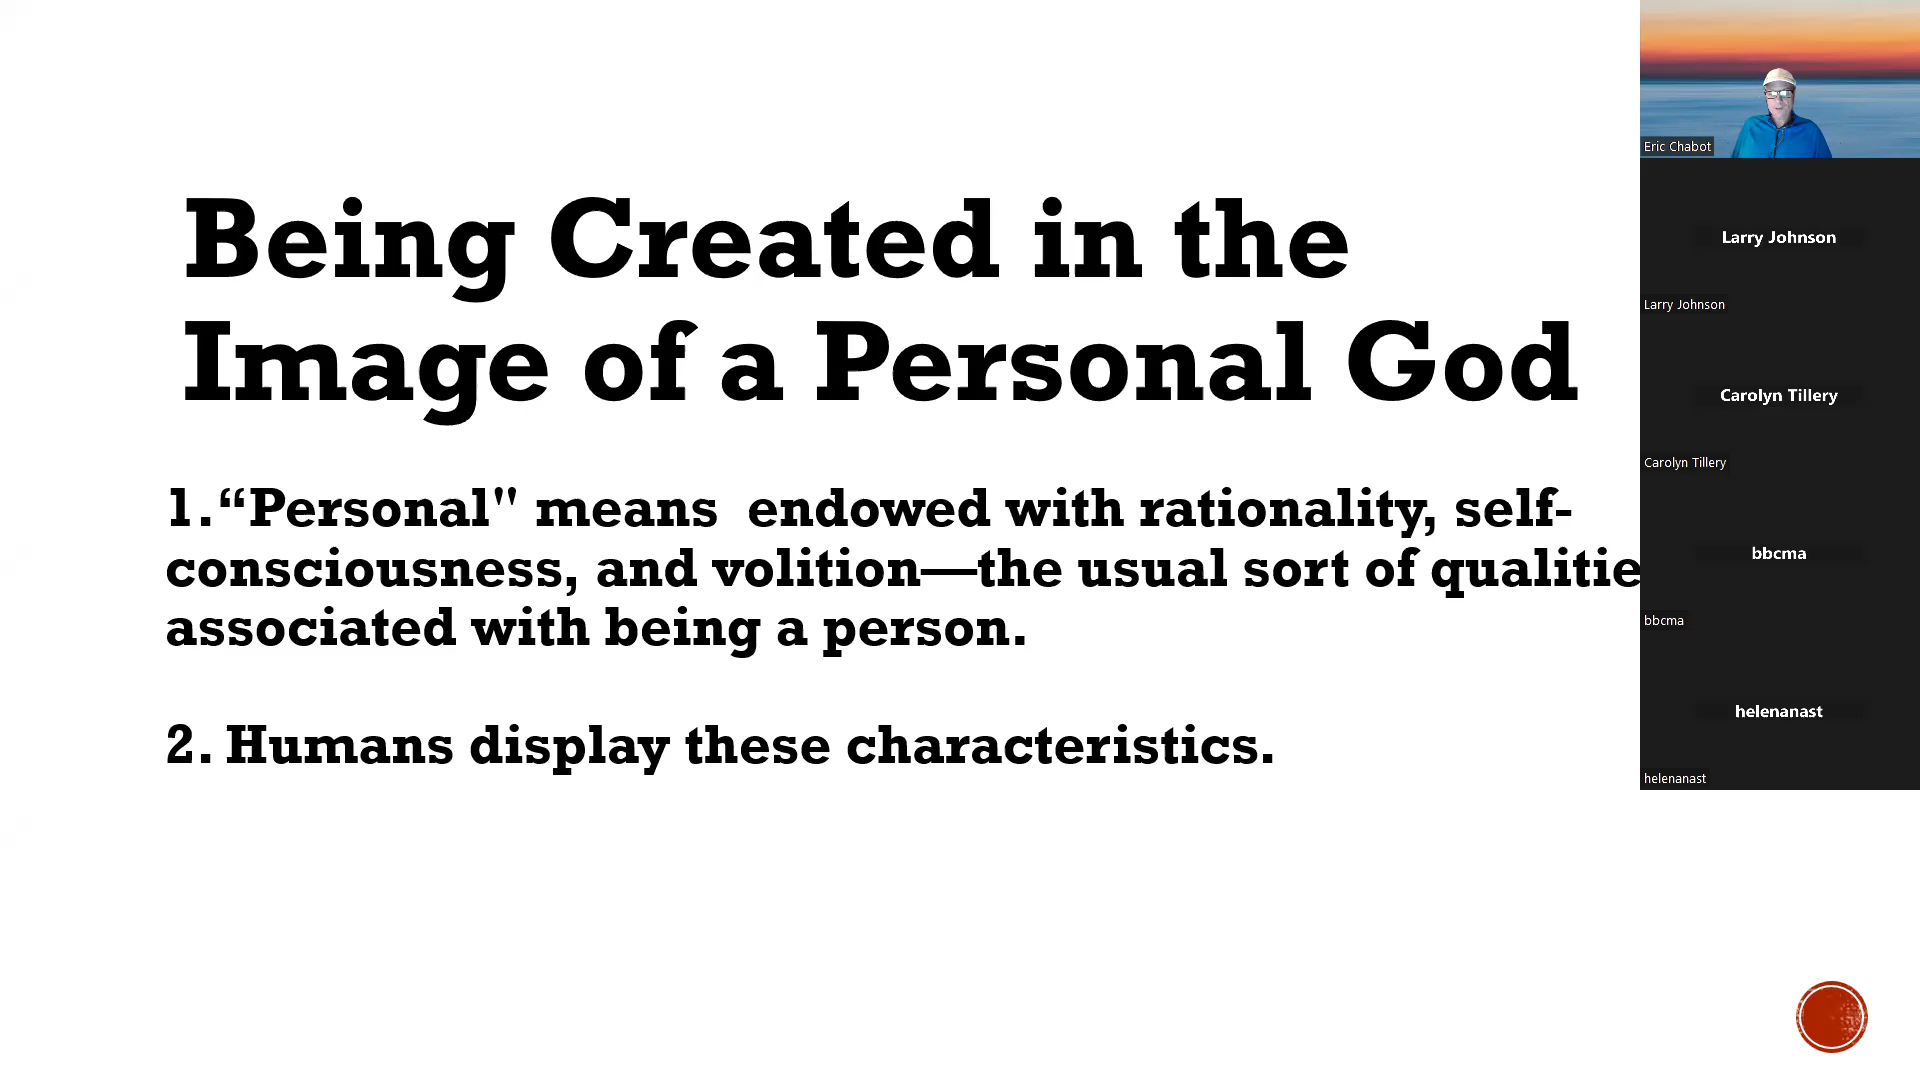 Being Created in the
Image of a Personal God
1.“Personal" means  endowed with rationality, self-
consciousness, and volition—the usual sort of qualitie
associated with being a person.
2. Humans display these characteristics.
Eric Chabot
Larry Johnson
Larry Johnson
Carolyn Tillery
Carolyn Tillery
bbcma
bbcma
helenanast
helenanast